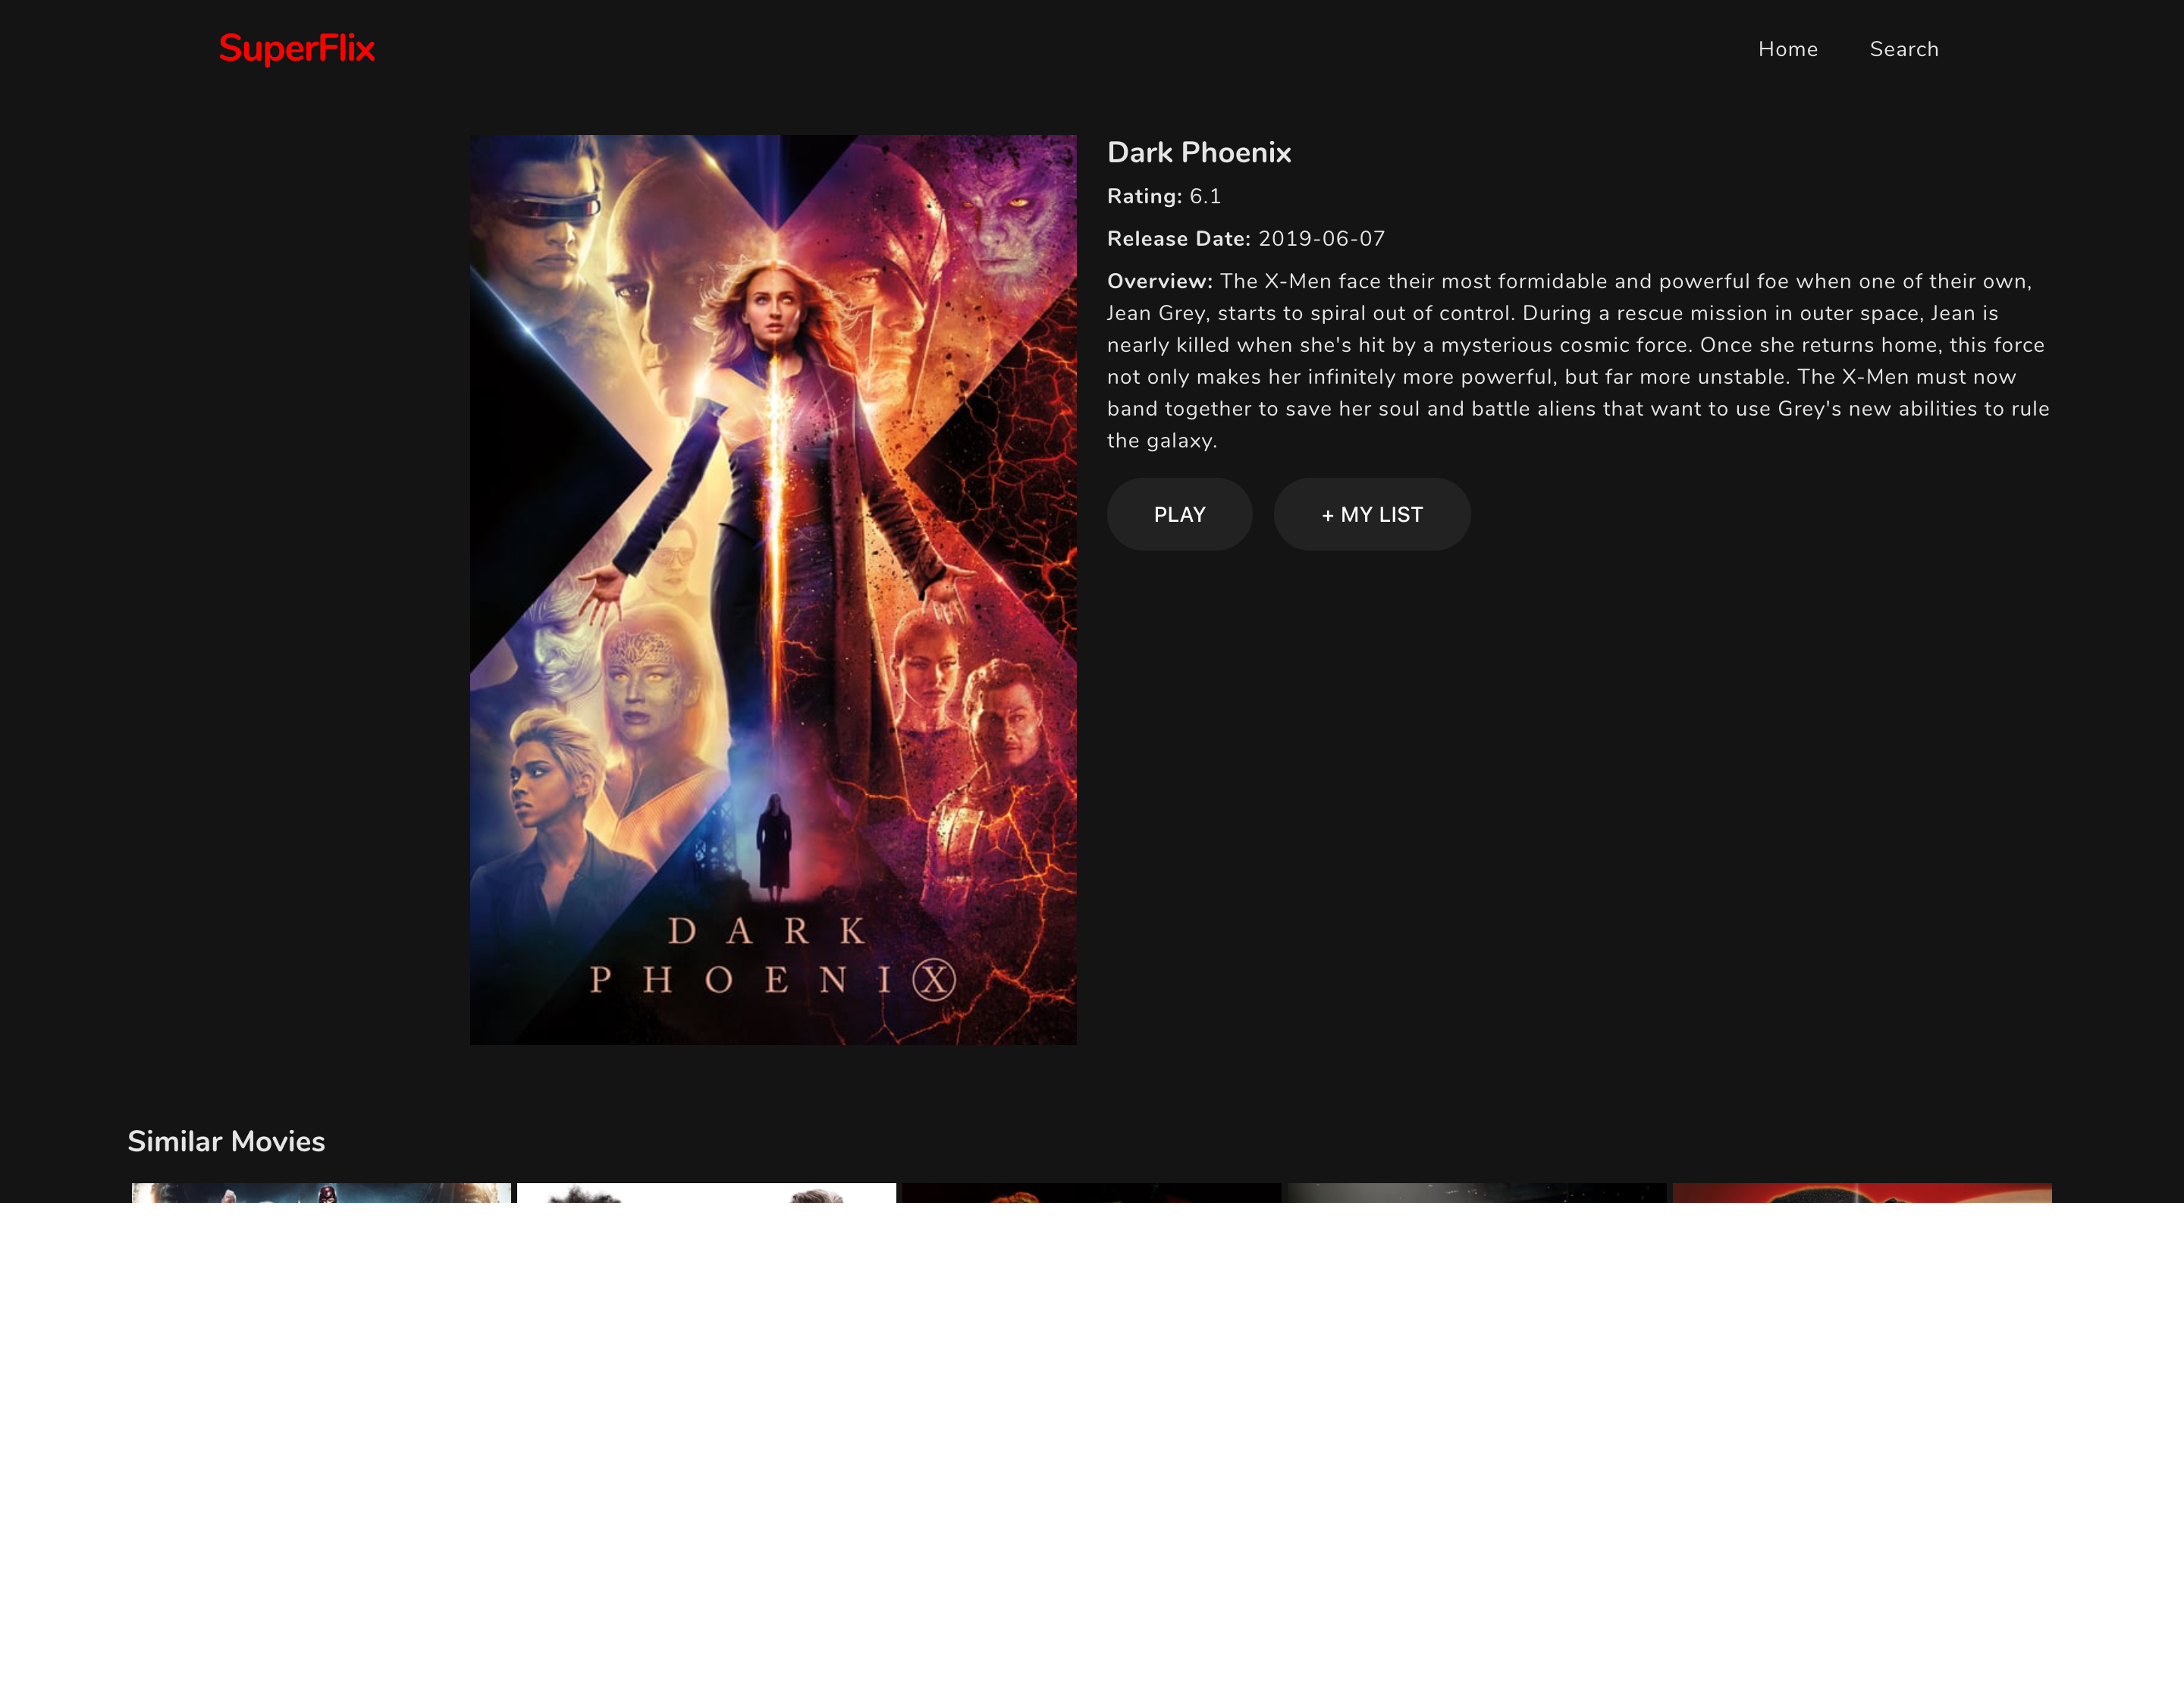 SuperFlix
Home
Search
Dark Phoenix
Rating: 6.1
Release Date: 2019-06-07
Overview: The X-Men face their most formidable and powerful foe when one of their own,
Jean Grey, starts to spiral out of control. During a rescue mission in outer space, Jean is
nearly killed when she's hit by a mysterious cosmic force. Once she returns home, this force
not only makes her infinitely more powerful, but far more unstable. The X-Men must now
band together to save her soul and battle aliens that want to use Grey's new abilities to rule
the galaxy.
PLAY
+ MY LIST
DARK
PHOENIX
Similar Movies